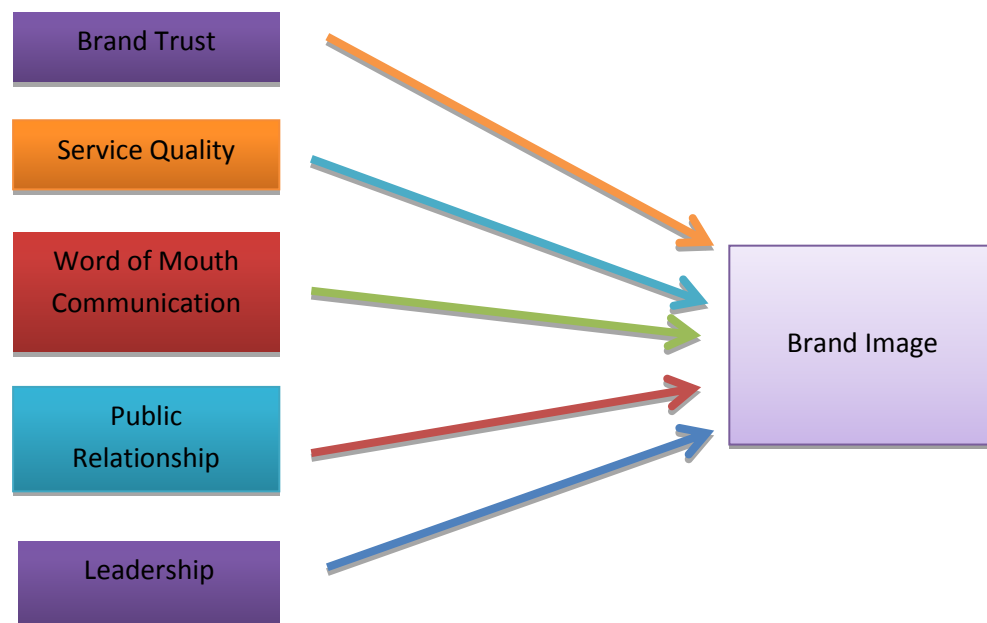 Brand Trust
Service Quality
Word of Mouth
Communication
Public
Relationship
Leadership
Brand Image